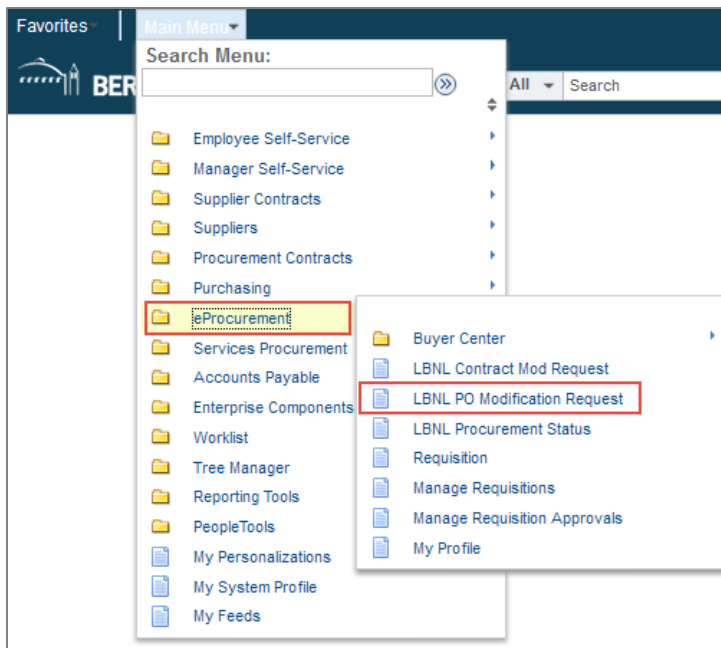 Favorites
Main Menu
Search Menu:
BER
All
Search
Employee Self-Service
Manager Self-Service
Supplier Contracts
Suppliers
Procurement Contracts
Purchasing
eProcurement
Services Procurement
Accounts Payable
Enterprise Components
Worklist
Tree Manager
Reporting Tools
PeopleTools
My Personalizations
My System Profile
My Feeds
Buyer Center
LBNL Contract Mod Request
LBNL PO Modification Request
LBNL Procurement Status
Requisition
Manage Requisitions
Manage Requisition Approvals
My Profile